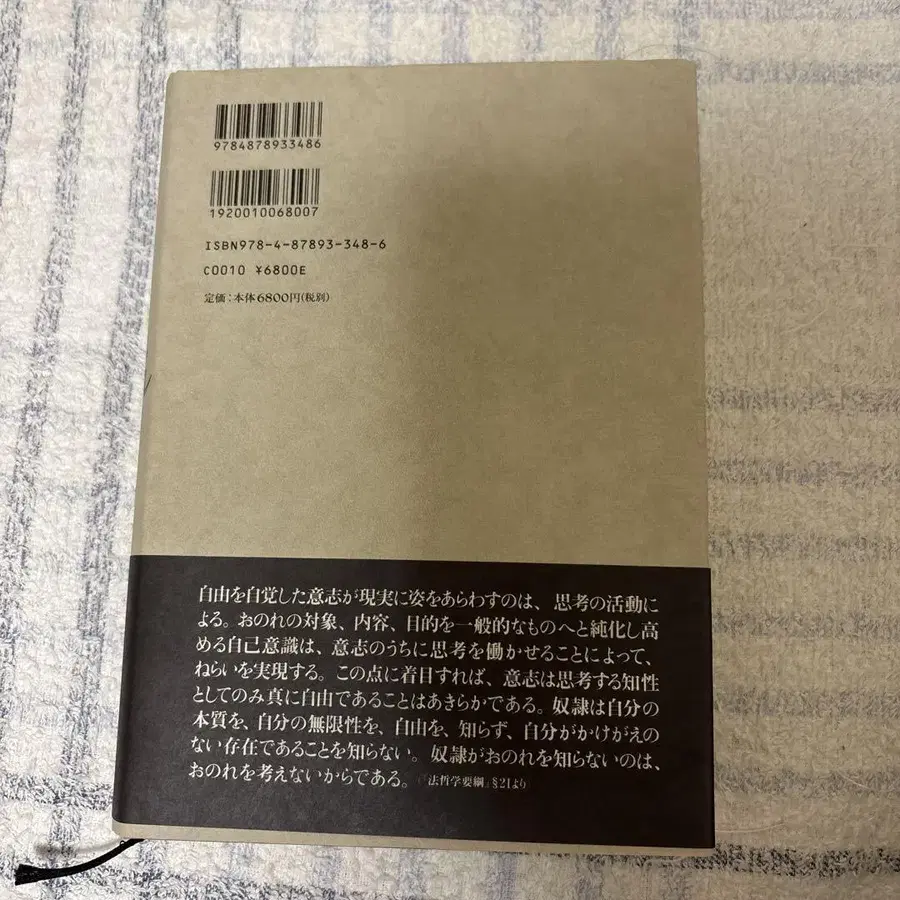 9784878933486
1920010068007
ISBN978-4-87893-348-6
C0010 ¥6800E
定価:本体6800円(税別)
自由を自覚した意志が現実に姿をあらわすのは、思考の活動に
よる。おのれの対象、内容、目的を一般的なものへと純化し高
める自己意識は、意志のうちに思考を働かせることによって、
ねらいを実現する。この点に着目すれば、意志は思考する知性
としてのみ真に自由であることはあきらかである。奴隷は自分の
本質を、自分の無限性を、自由を、知らず、自分がかけがえの
ない存在であることを知らない。奴隷がおのれを知らないのは、
おのれを考えないからである。(『法哲学要綱』§21より